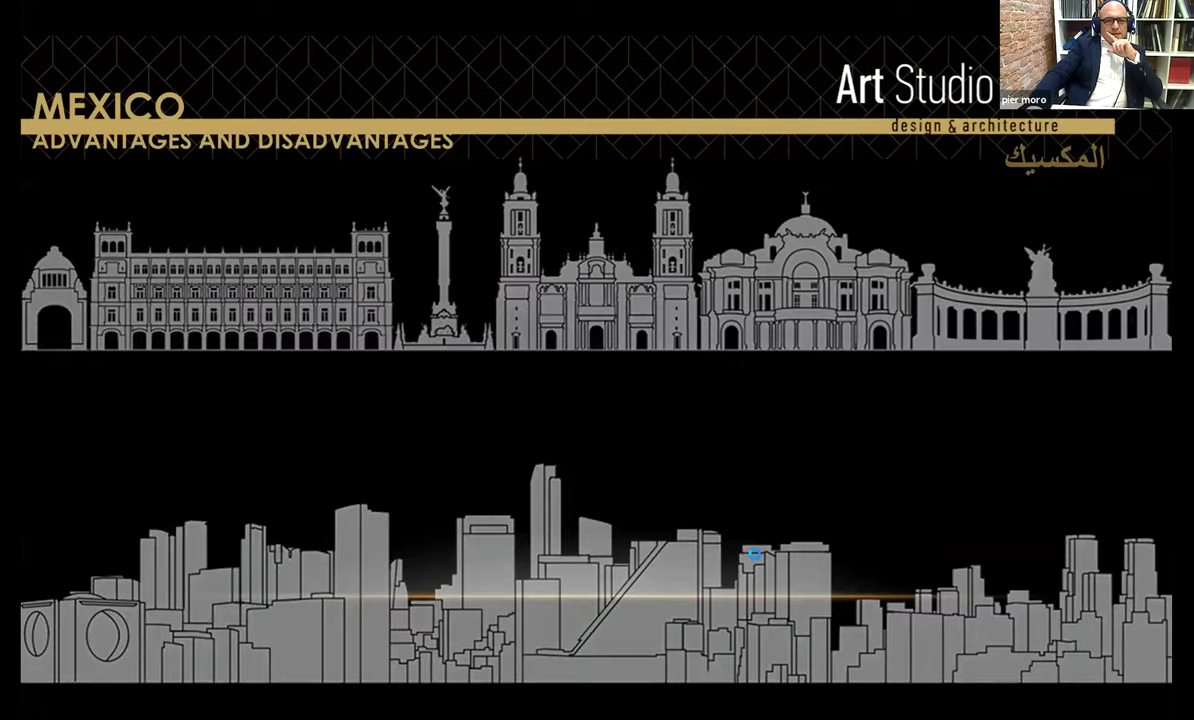 MEXICO
ADVANTAGES AND DISADVANTAGES
Art Studio
design & architecture
المكسيك
pier moro